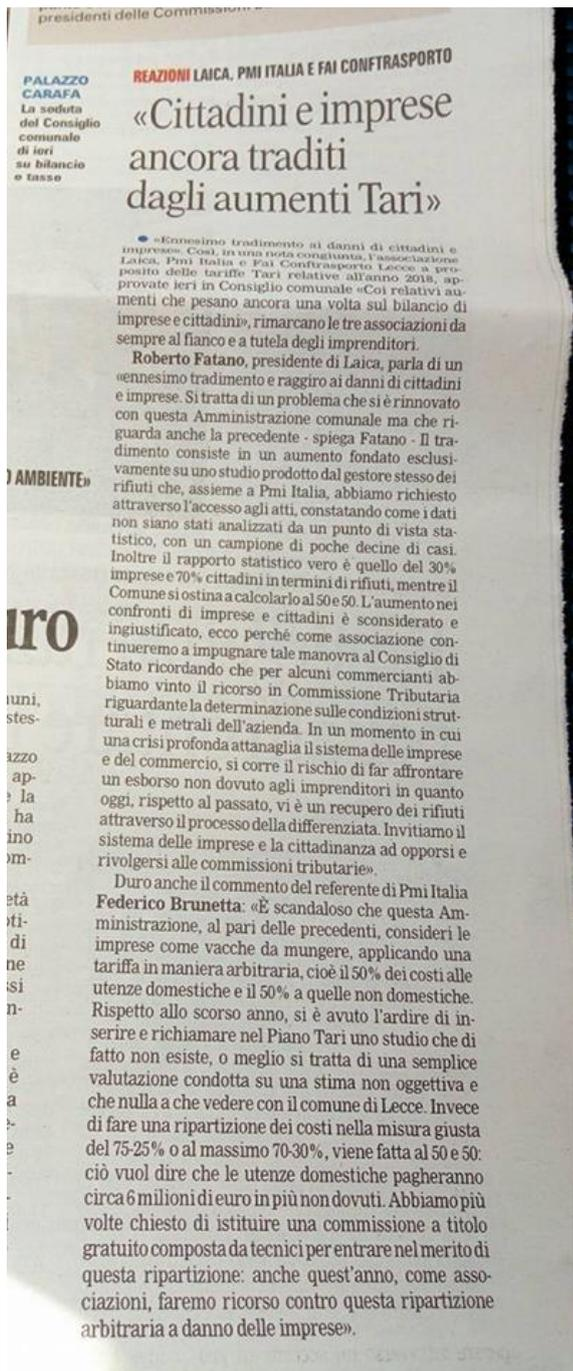 presidenti delle
PALAZZO
CARAFA
La seduta
del Consiglio
comunale
di ieri
su bilancio
e tasse
REAZIONI LAICA, PMI ITALIA E FAI CONFTRASPORTO
«Cittadini e imprese
ancora traditi
dagli aumenti Tari»
● «Ennesimo tradimento ai danni di cittadini e
imprese». Così, in una nota congiunta, l'associazione
Laica, Pmi Italia e Fai Conftrasporto Lecce a pro-
posito delle tariffe Tari relative all'anno 2018, ap-
provate ieri in Consiglio comunale «Coi relativi au-
menti che pesano ancora una volta sul bilancio di
imprese e cittadini», rimarcano le tre associazioni da
sempre al fianco e a tutela degli imprenditori.
Roberto Fatano, presidente di Laica, parla di un
«ennesimo tradimento e raggiro ai danni di cittadini
e imprese. Si tratta di un problema che si è rinnovato
con questa Amministrazione comunale ma che ri-
guarda anche la precedente - spiega Fatano - Il tra-
dimento consiste in un aumento fondato esclusi-
vamente su uno studio prodotto dal gestore stesso dei
rifiuti che, assieme a Pmi Italia, abbiamo richiesto
attraverso l'accesso agli atti, constatando come i dati
non siano stati analizzati da un punto di vista sta-
tistico, con un campione di poche decine di casi.
Inoltre il rapporto statistico vero è quello del 30%
imprese e 70% cittadini in termini di rifiuti, mentre il
Comune si ostina a calcolarlo al 50 e 50. L'aumento nei
confronti di imprese e cittadini è sconsiderato e
ingiustificato, ecco perché come associazione con-
tinueremo a impugnare tale manovra al Consiglio di
Stato ricordando che per alcuni commercianti ab-
biamo vinto il ricorso in Commissione Tributaria
riguardante la determinazione sulle condizioni strut-
turali e metrali dell'azienda. In un momento in cui
una crisi profonda attanaglia il sistema delle imprese
e del commercio, si corre il rischio di far affrontare
un esborso non dovuto agli imprenditori in quanto
oggi, rispetto al passato, vi è un recupero dei rifiuti
attraverso il processo della differenziata. Invitiamo il
sistema delle imprese e la cittadinanza ad opporsi e
rivolgersi alle commissioni tributarie».
Duro anche il commento del referente di Pmi Italia
Federico Brunetta: «È scandaloso che questa Am-
ministrazione, al pari delle precedenti, consideri le
imprese come vacche da mungere, applicando una
tariffa in maniera arbitraria, cioè il 50% dei costi alle
utenze domestiche e il 50% a quelle non domestiche.
Rispetto allo scorso anno, si è avuto l'ardire di in-
serire e richiamare nel Piano Tari uno studio che di
fatto non esiste, o meglio si tratta di una semplice
valutazione condotta su una stima non oggettiva e
che nulla a che vedere con il comune di Lecce. Invece
di fare una ripartizione dei costi nella misura giusta
del 75-25% o al massimo 70-30%, viene fatta al 50 e 50:
ciò vuol dire che le utenze domestiche pagheranno
circa 6 milioni di euro in più non dovuti. Abbiamo più
volte chiesto di istituire una commissione a titolo
gratuito composta da tecnici per entrare nel merito di
questa ripartizione: anche quest'anno, come asso-
ciazioni, faremo ricorso contro questa ripartizione
arbitraria a danno delle imprese».
AMBIENTE»
uro